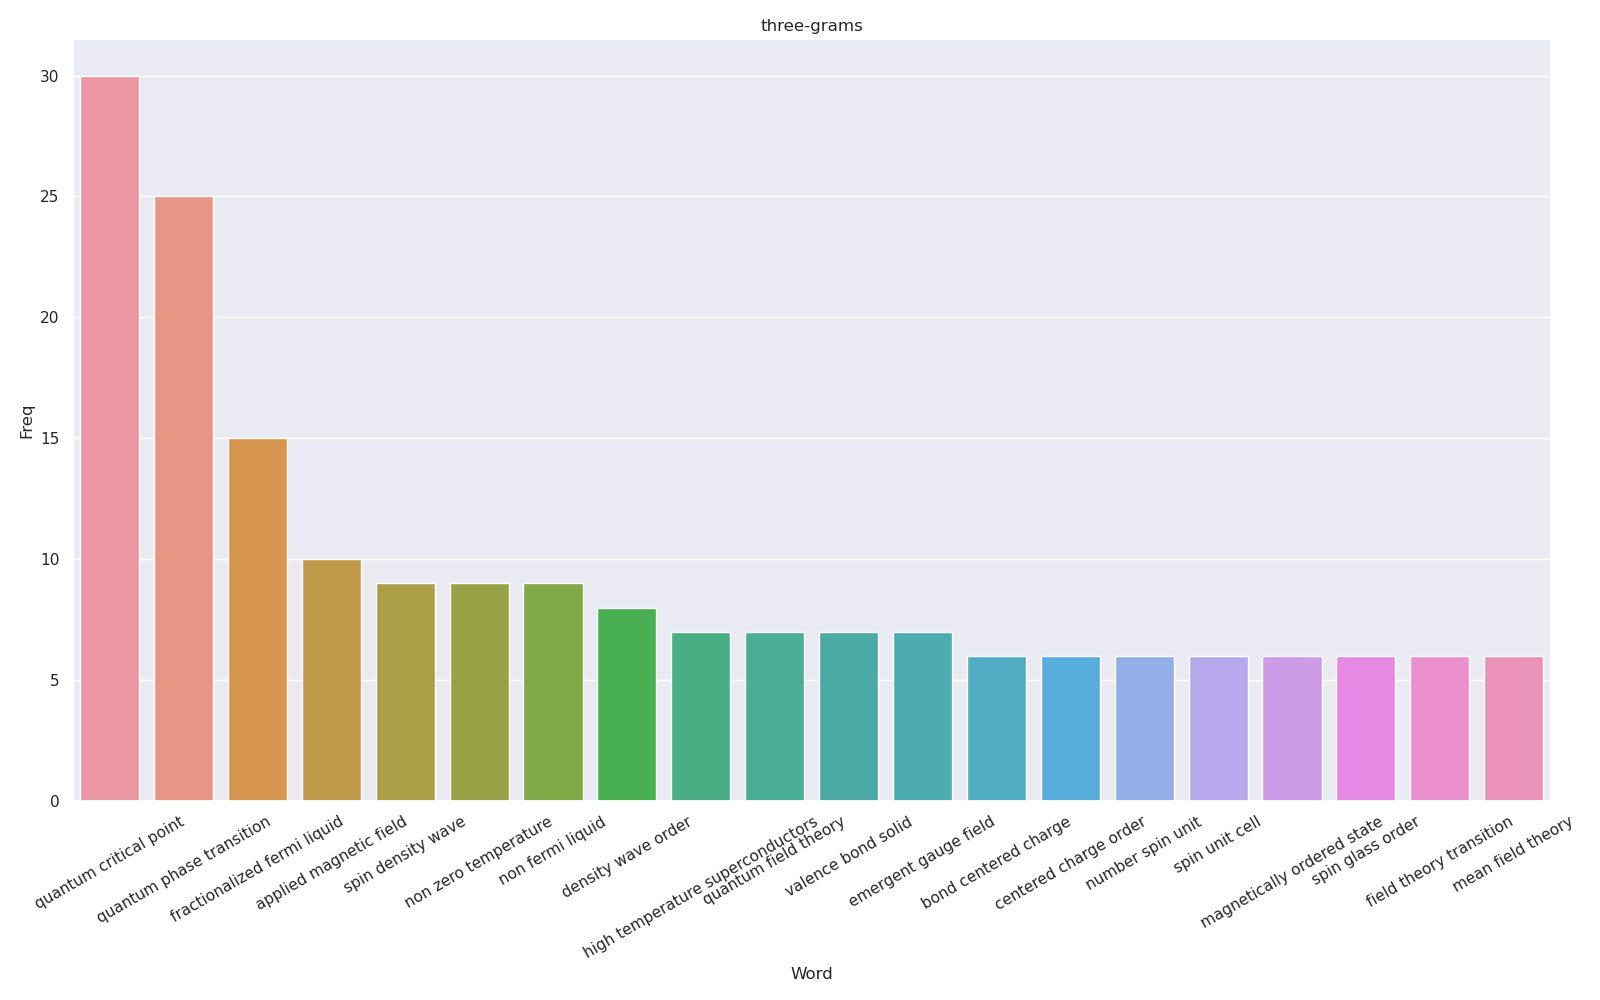 three-grams
30
25
20
15
10
5
0
Freq
quantum critical point
quantum phase transition
fractionalized fermi liquid
applied magnetic field
spin density wave
non zero temperature
non fermi liquid
density wave order
high temperature superconductors
quantum field theory
valence bond solid
emergent gauge field
bond centered charge
centered charge order
number spin unit
spin unit cell
magnetically ordered state
spin glass order
field theory transition
mean field theory
Word